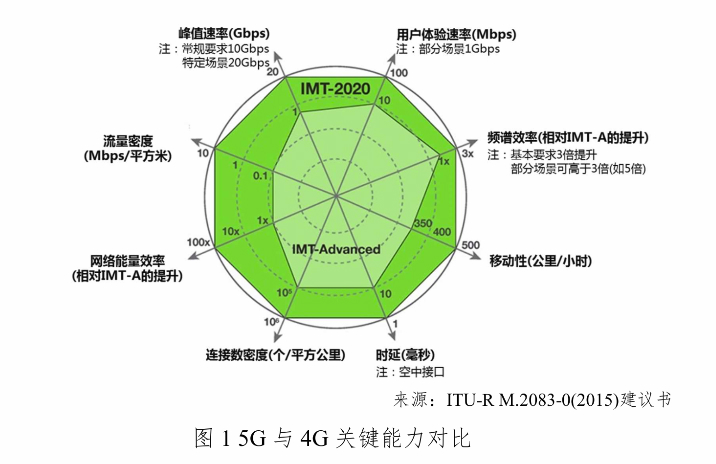 峰值速率(Gbps)
注：常规要求10Gbps
特定场景20Gbps
20
用户体验速率(Mbps)
注：部分场景1Gbps
100
IMT-2020
1
10
流量密度
(Mbps/平方米)
10
1
0.1
频谱效率(相对IMT-A的提升)
注：基本要求3倍提升
部分场景可高于3倍(如5倍)
1x
3x
网络能量效率
(相对IMT-A的提升)
100x
10x
1x
350
400
500
移动性(公里/小时)
IMT-Advanced
10⁵
10⁶
连接数密度(个/平方公里)
10
1
时延(毫秒)
注：空中接口
来源：ITU-R M.2083-0(2015)建议书
图 1 5G 与 4G 关键能力对比